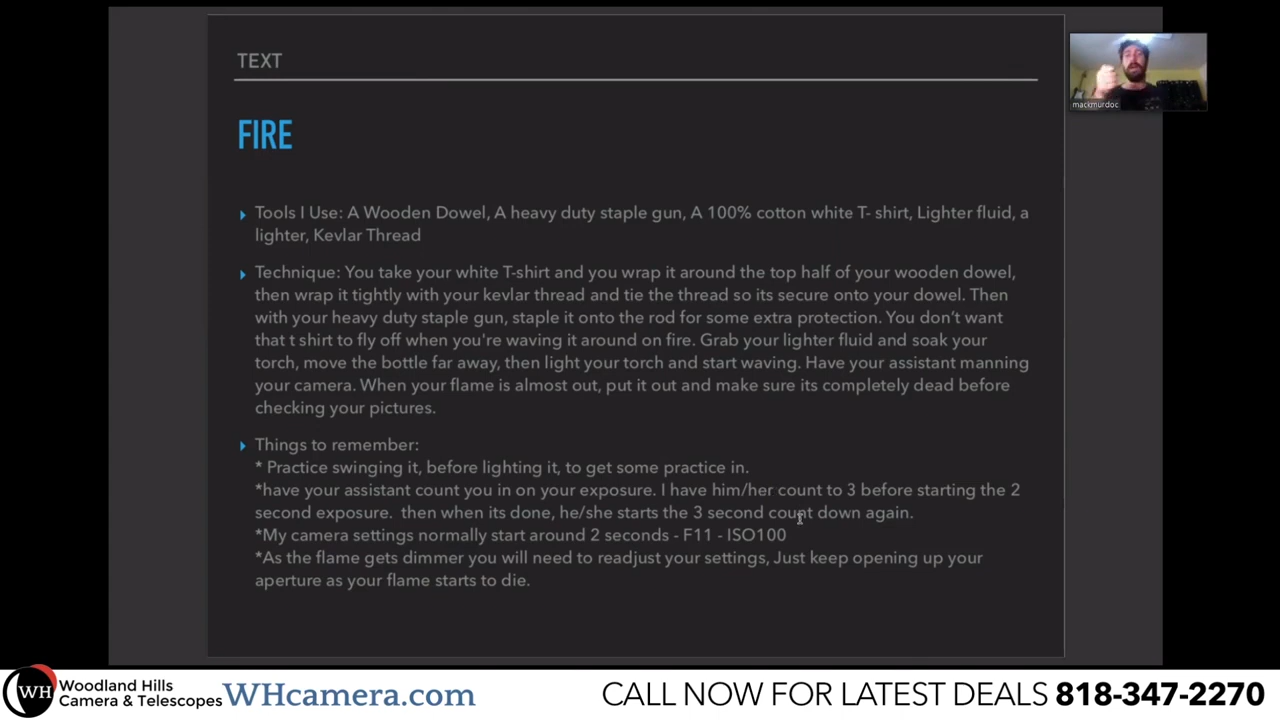 TEXT
mackmurdoc
FIRE
Tools I Use: A Wooden Dowel, A heavy duty staple gun, A 100% cotton white T- shirt, Lighter fluid, a
lighter, Kevlar Thread
Technique: You take your white T-shirt and you wrap it around the top half of your wooden dowel,
then wrap it tightly with your kevlar thread and tie the thread so its secure onto your dowel. Then
with your heavy duty staple gun, staple it onto the rod for some extra protection. You don't want
that t shirt to fly off when you're waving it around on fire. Grab your lighter fluid and soak your
torch, move the bottle far away, then light your torch and start waving. Have your assistant manning
your camera. When your flame is almost out, put it out and make sure its completely dead before
checking your pictures.
Things to remember:
* Practice swinging it, before lighting it, to get some practice in.
*have your assistant count you in on your exposure. I have him/her count to 3 before starting the 2
second exposure.  then when its done, he/she starts the 3 second count down again.
*My camera settings normally start around 2 seconds - F11 - ISO100
*As the flame gets dimmer you will need to readjust your settings, Just keep opening up your
aperture as your flame starts to die.
WH
Woodland Hills
Camera & Telescopes
WHcamera.com
CALL NOW FOR LATEST DEALS 818-347-2270